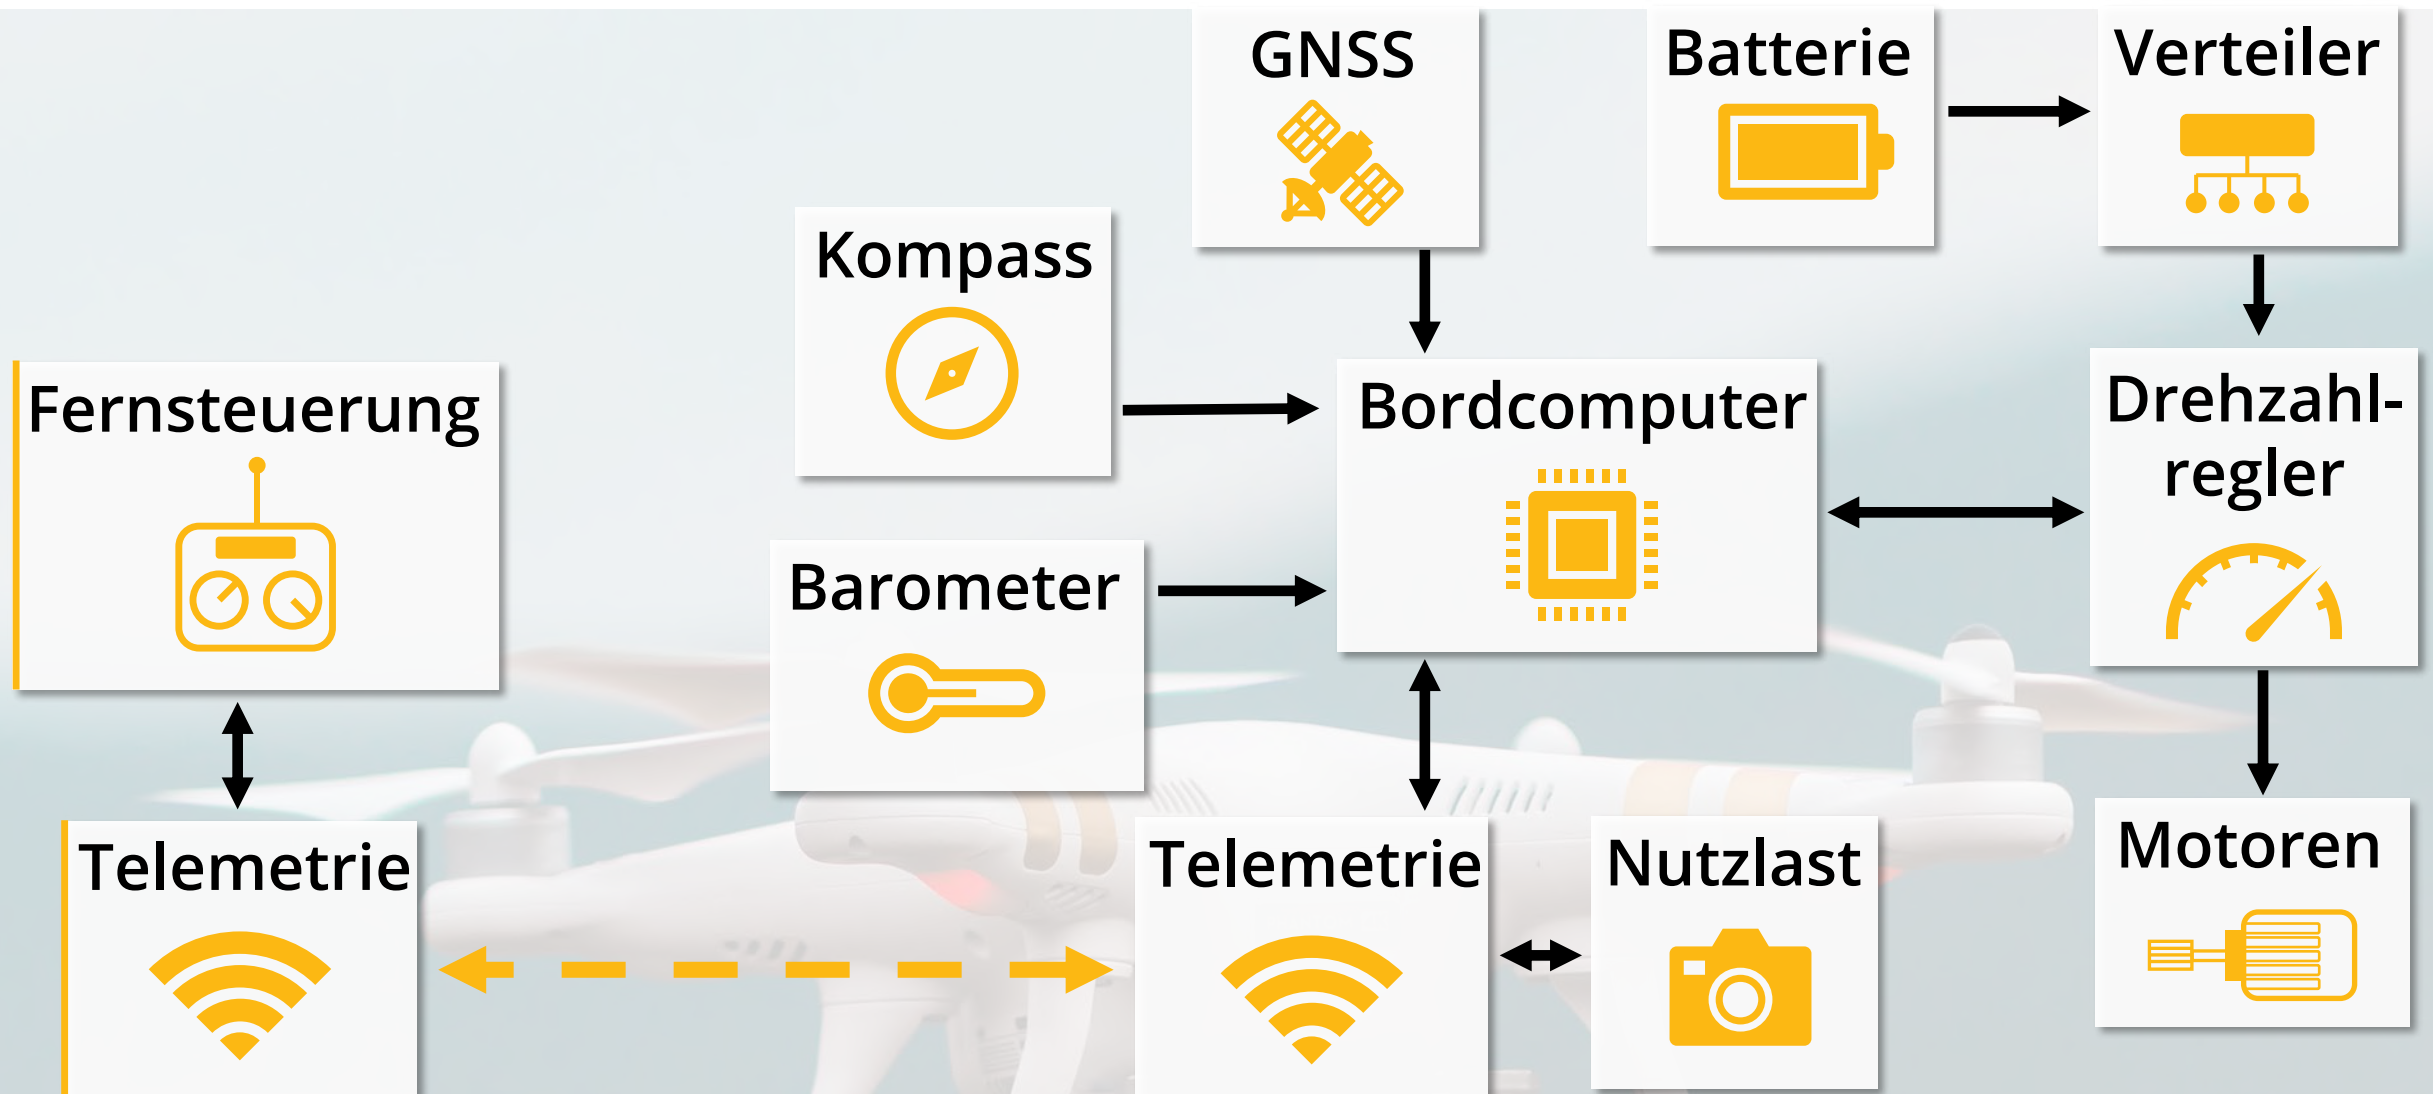 GNSS
Batterie
Verteiler
Kompass
Fernsteuerung
Bordcomputer
Drehzahl-
regler
Barometer
Telemetrie
Telemetrie
Nutzlast
Motoren